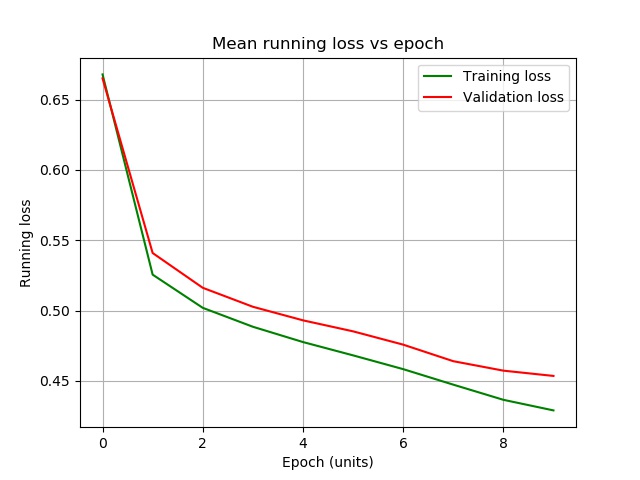 Mean running loss vs epoch
Training loss
Validation loss
0.65
0.60
0.55
0.50
0.45
Running loss
0 2 4 6 8
Epoch (units)